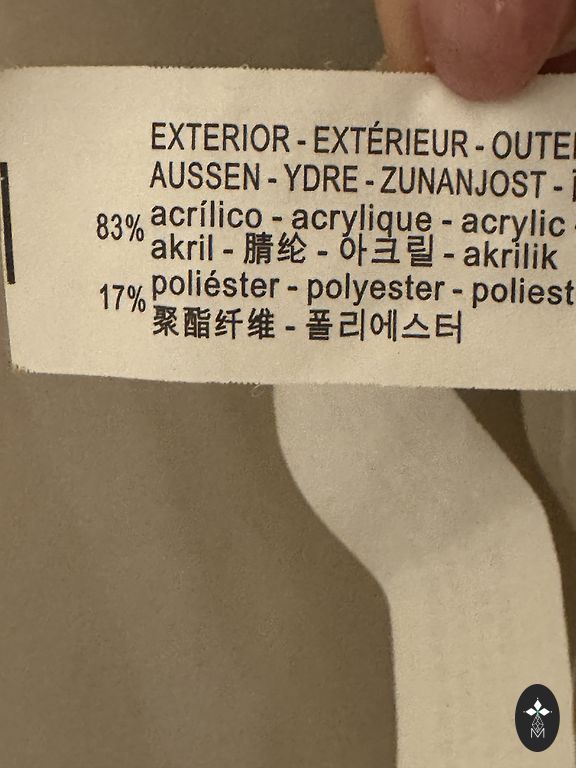 EXTERIOR - EXTÉRIEUR - OUTE
AUSSEN - YDRE - ZUNANJOST -
83% acrílico - acrylique - acrylic -
akril - 腈纶 - 아크릴 - akrilik
17% poliéster - polyester - poliest
聚酯纤维 - 폴리에스터